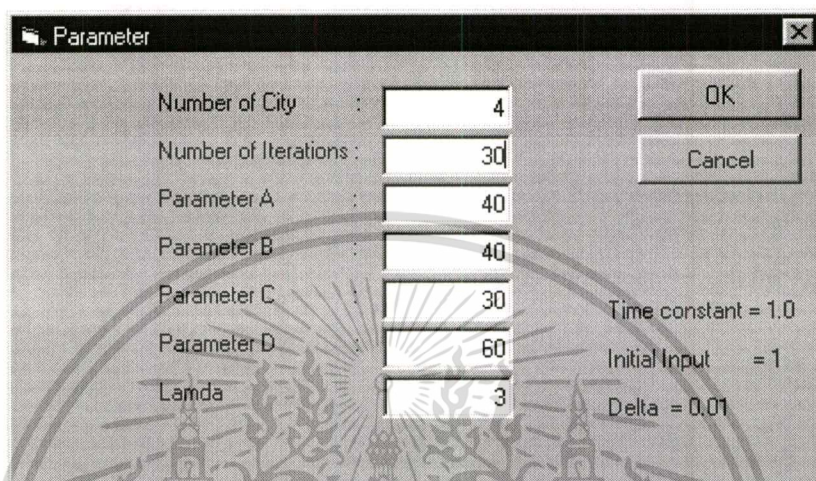 Parameter
Number of City : 4
Number of Iterations : 30
Parameter A : 40
Parameter B : 40
Parameter C : 30
Parameter D : 60
Lamda 3
OK
Cancel
Time constant = 1.0
Initial Input = 1
Delta = 0.01